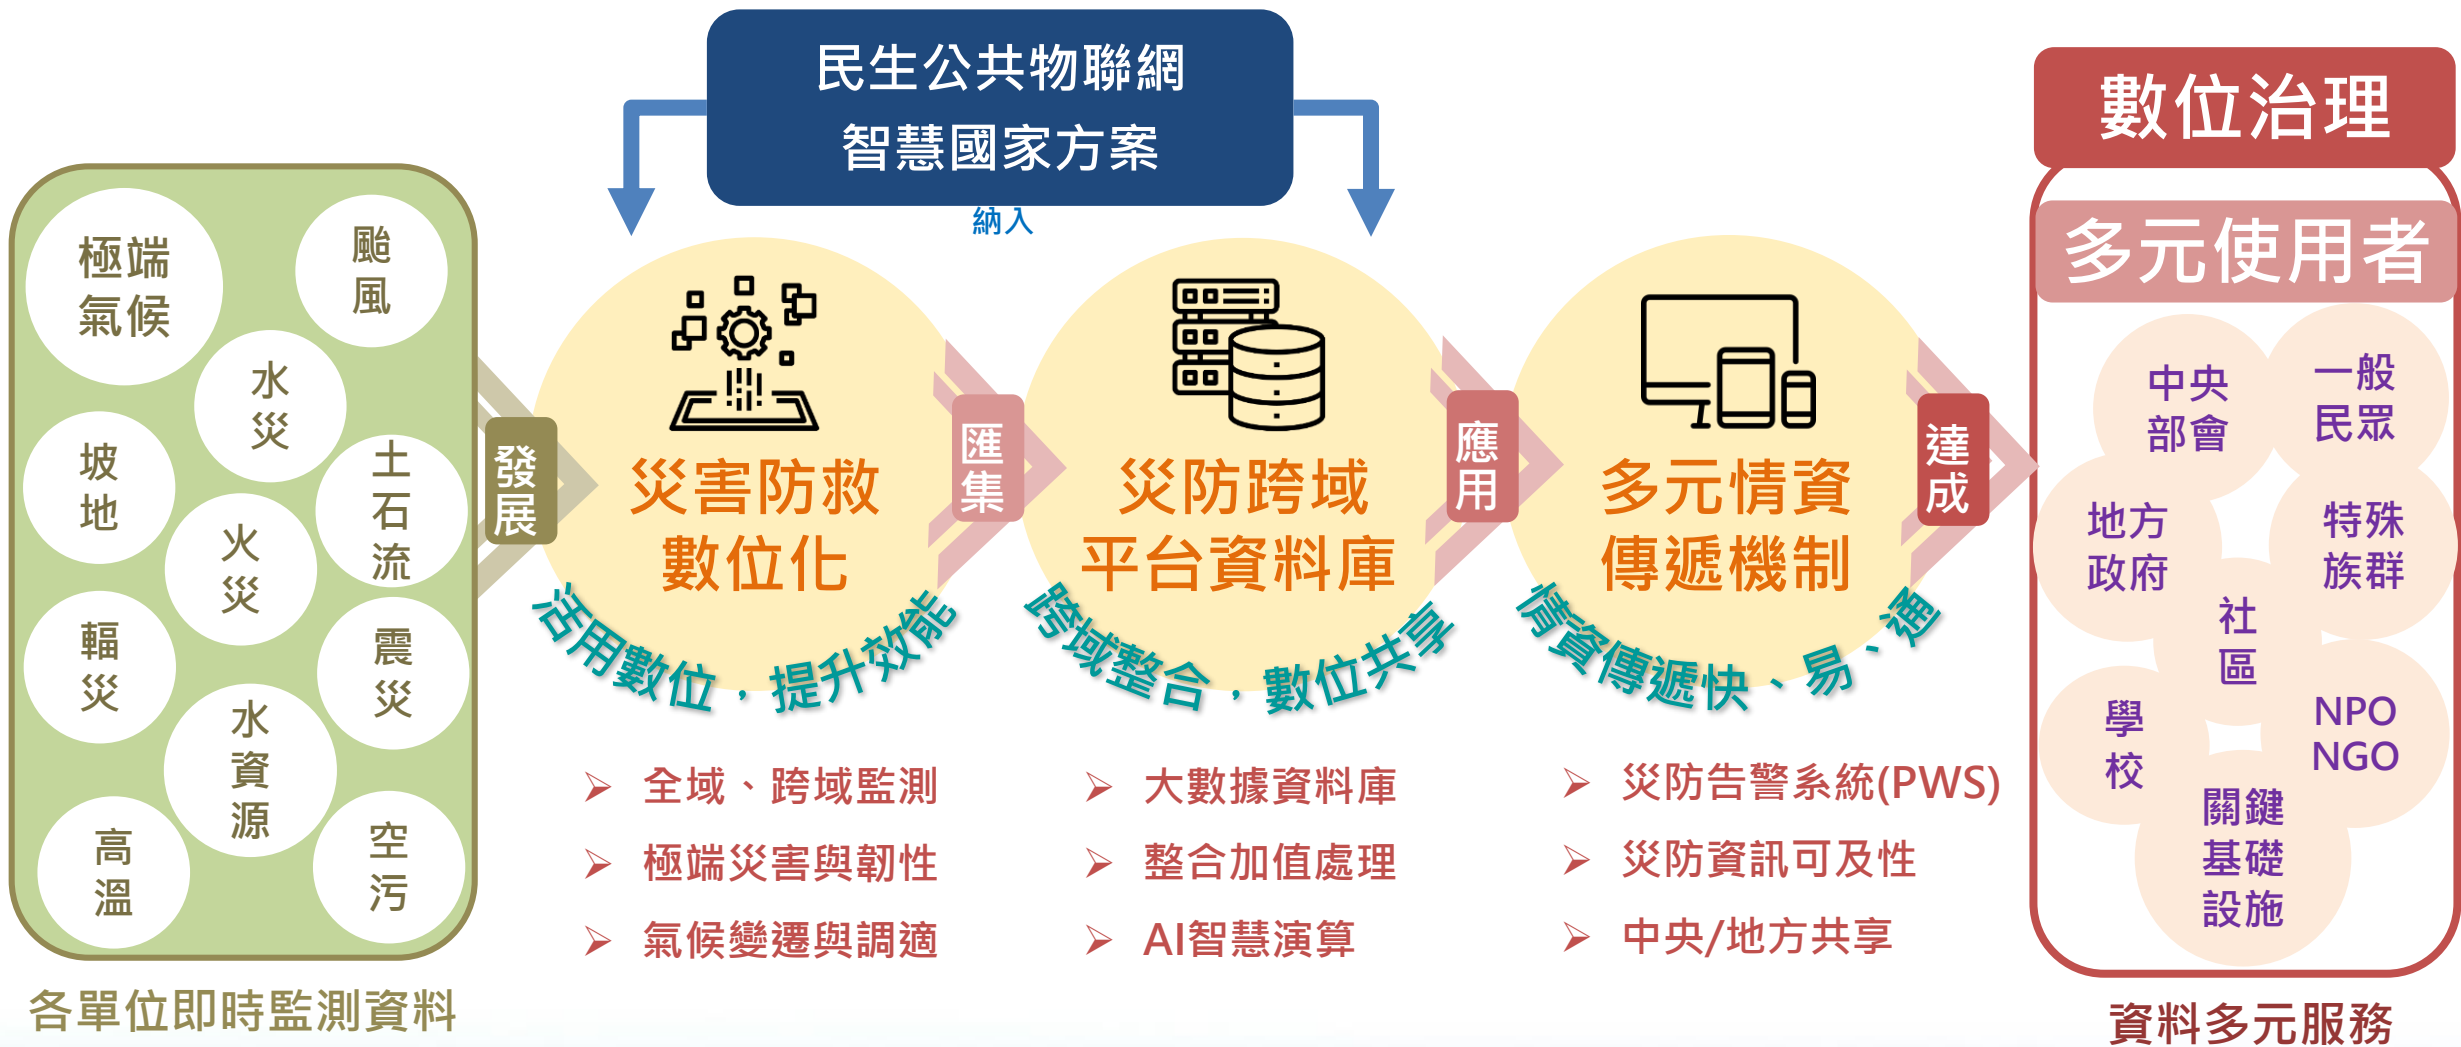 民生公共物聯網
智慧國家方案
納入
極端
氣候
颱
風
水
災
坡
地
土
石
流
火
災
輻
災
震
災
水
資
源
高
溫
空
污
各單位即時監測資料
發
展
災害防救
數位化
活用數位，提升效能
全域、跨域監測
極端災害與韌性
氣候變遷與調適
匯
集
災防跨域
平台資料庫
跨域整合，數位共享
大數據資料庫
整合加值處理
AI智慧演算
應
用
多元情資
傳遞機制
情資傳遞快、易、通
災防告警系統(PWS)
災防資訊可及性
中央/地方共享
達
成
數位治理
多元使用者
中央
部會
一般
民眾
地方
政府
特殊
族群
社
區
學
校
NPO
NGO
關鍵
基礎
設施
資料多元服務